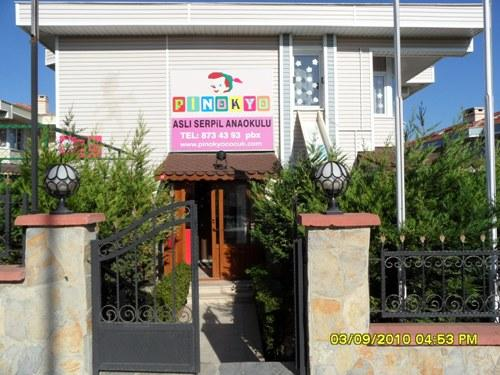 PINOKYO
ASLI SERPİL ANAOKULU
TEL: 873 43 93 pbx
www.pinokyococuk.com
03/09/2010 04:53 PM